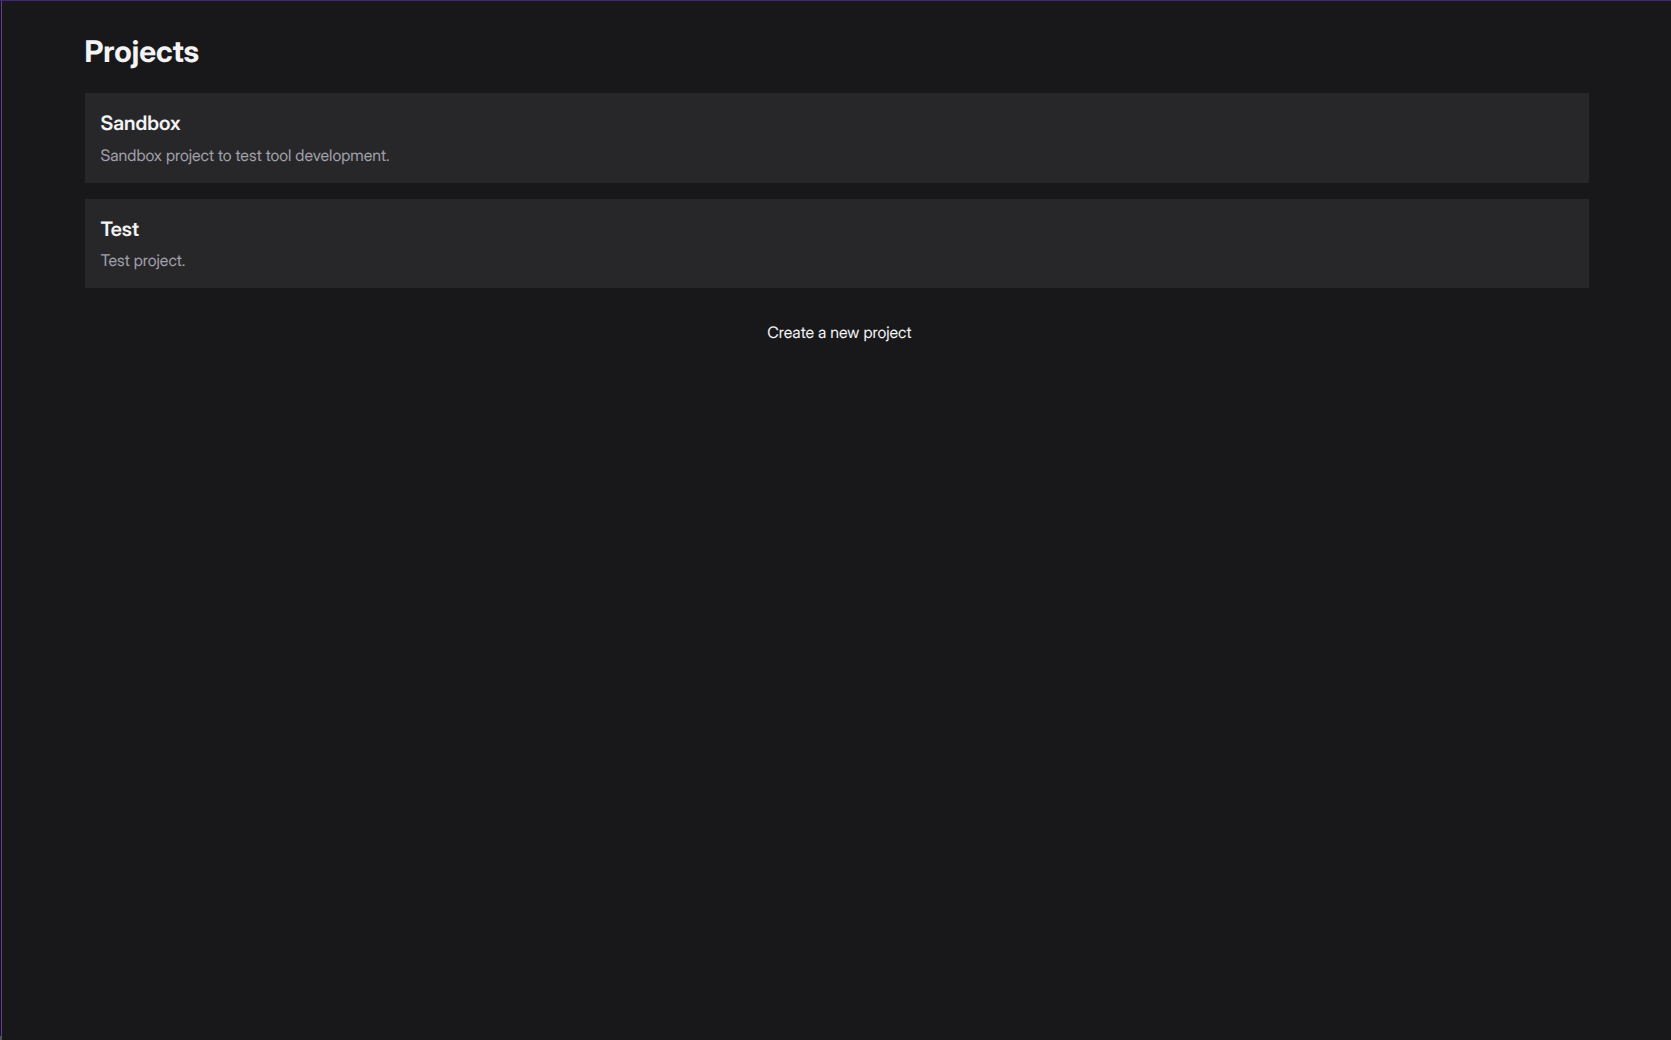 Projects
Sandbox
Sandbox project to test tool development.
Test
Test project.
Create a new project